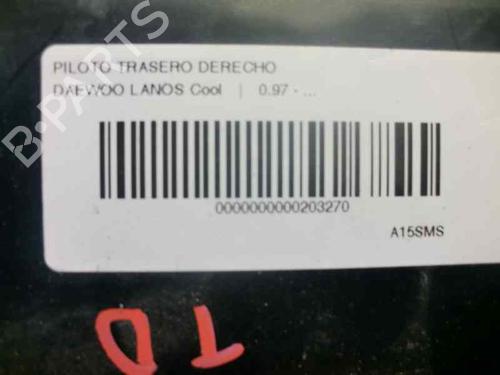 PILOTO TRASERO DERECHO
DAEWOO LANOS Cool | 0.97 - ...
0000000000203270
A15SMS
TD
B-PARTS